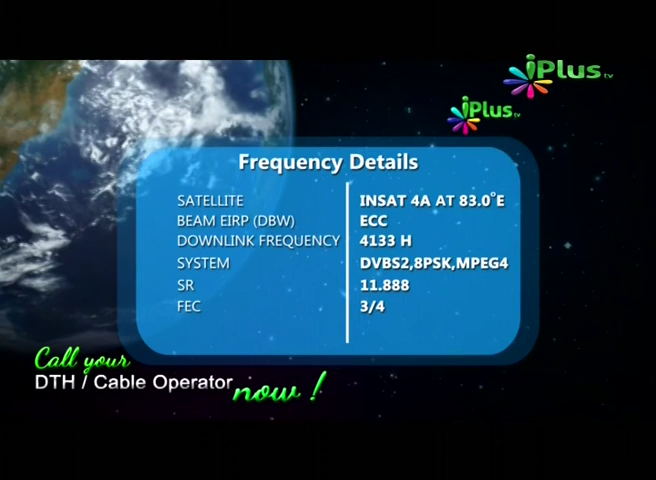 iPlus tv
iPlus tv
Frequency Details
SATELLITE INSAT 4A AT 83.0°E
BEAM EIRP (DBW) ECC
DOWNLINK FREQUENCY 4133 H
SYSTEM DVBS2,8PSK,MPEG4
SR 11.888
FEC 3/4
Call your
DTH / Cable Operator now !